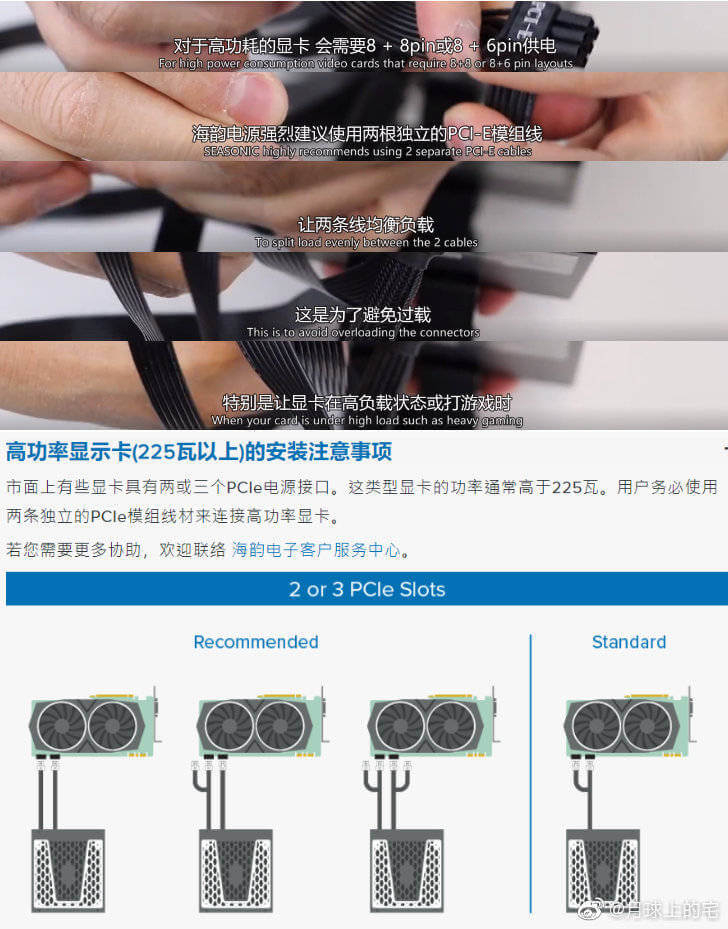 PCI-E
对于高功耗的显卡 会需要8 + 8pin或8 + 6pin供电
For high power consumption video cards that require 8+8 or 8+6 pin layouts
海韵电源强烈建议使用两根独立的PCI-E模组线
SEASONIC highly recommends using 2 separate PCI-E cables
让两条线均衡负载
To split load evenly between the 2 cables
这是为了避免过载
This is to avoid overloading the connectors
特别是让显卡在高负载状态或打游戏时
When your card is under high load such as heavy gaming
高功率显示卡(225瓦以上)的安装注意事项
市面上有些显卡具有两或三个PCIe电源接口。这类型显卡的功率通常高于225瓦。用户务必使用
两条独立的PCIe模组线材来连接高功率显卡。
若您需要更多协助，欢迎联络 海韵电子客户服务中心。
2 or 3 PCIe Slots
Recommended
Standard
@月球上的宅